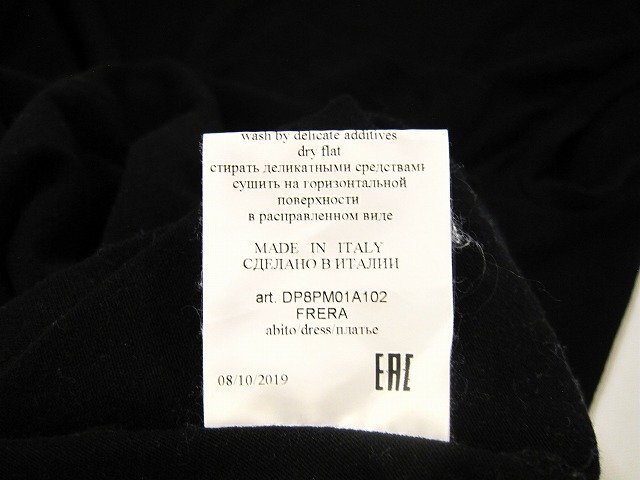 wash by delicate additives
dry flat
стирать деликатными средствами
сушить на горизонтальной
поверхности
в расправленном виде
MADE IN ITALY
СДЕЛАНО В ИТАЛИИ
art. DP8PM01A102
FRERA
abito/dress/платье
08/10/2019
EAC